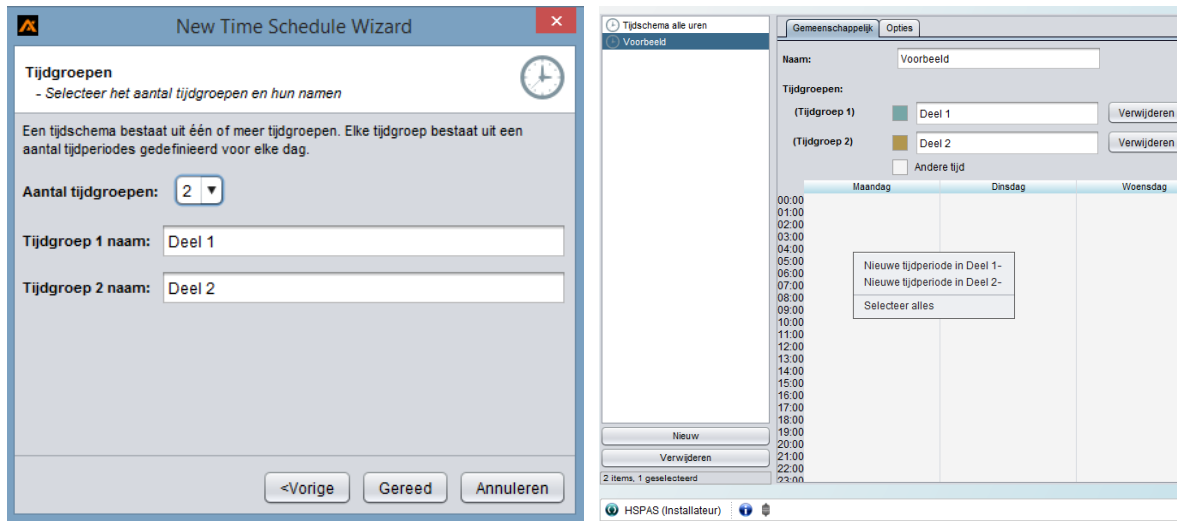 New Time Schedule Wizard
Tijdgroepen
- Selecteer het aantal tijdgroepen en hun namen
Een tijdschema bestaat uit één of meer tijdgroepen. Elke tijdgroep bestaat uit een
aantal tijdperiodes gedefinieerd voor elke dag.
Aantal tijdgroepen: 2
Tijdgroep 1 naam: Deel 1
Tijdgroep 2 naam: Deel 2
<Vorige Gereed Annuleren
Tijdschema alle uren
Voorbeeld
Nieuw
Verwijderen
2 items, 1 geselecteerd
Gemeenschappelijk Opties
Naam: Voorbeeld
Tijdgroepen:
(Tijdgroep 1) Deel 1 Verwijderen
(Tijdgroep 2) Deel 2 Verwijderen
Andere tijd
Maandag Dinsdag Woensdag
00:00
01:00
02:00
03:00
04:00
05:00
06:00
07:00
08:00
09:00
10:00
11:00
12:00
13:00
14:00
15:00
16:00
17:00
18:00
19:00
20:00
21:00
22:00
23:00
Nieuwe tijdperiode in Deel 1-
Nieuwe tijdperiode in Deel 2-
Selecteer alles
HSPAS (Installateur)